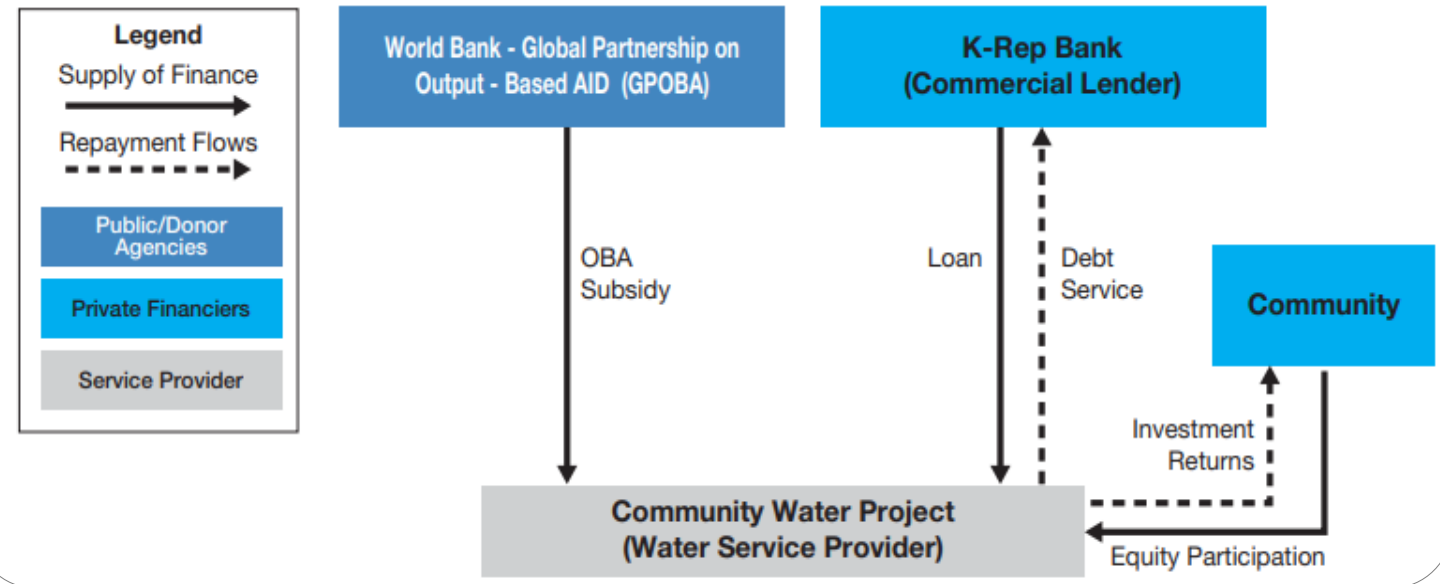 Legend
Supply of Finance
Repayment Flows
Public/Donor
Agencies
Private Financiers
Service Provider
World Bank - Global Partnership on
Output - Based AID (GPOBA)
K-Rep Bank
(Commercial Lender)
OBA
Subsidy
Loan
Debt
Service
Community
Investment
Returns
Community Water Project
(Water Service Provider)
Equity Participation